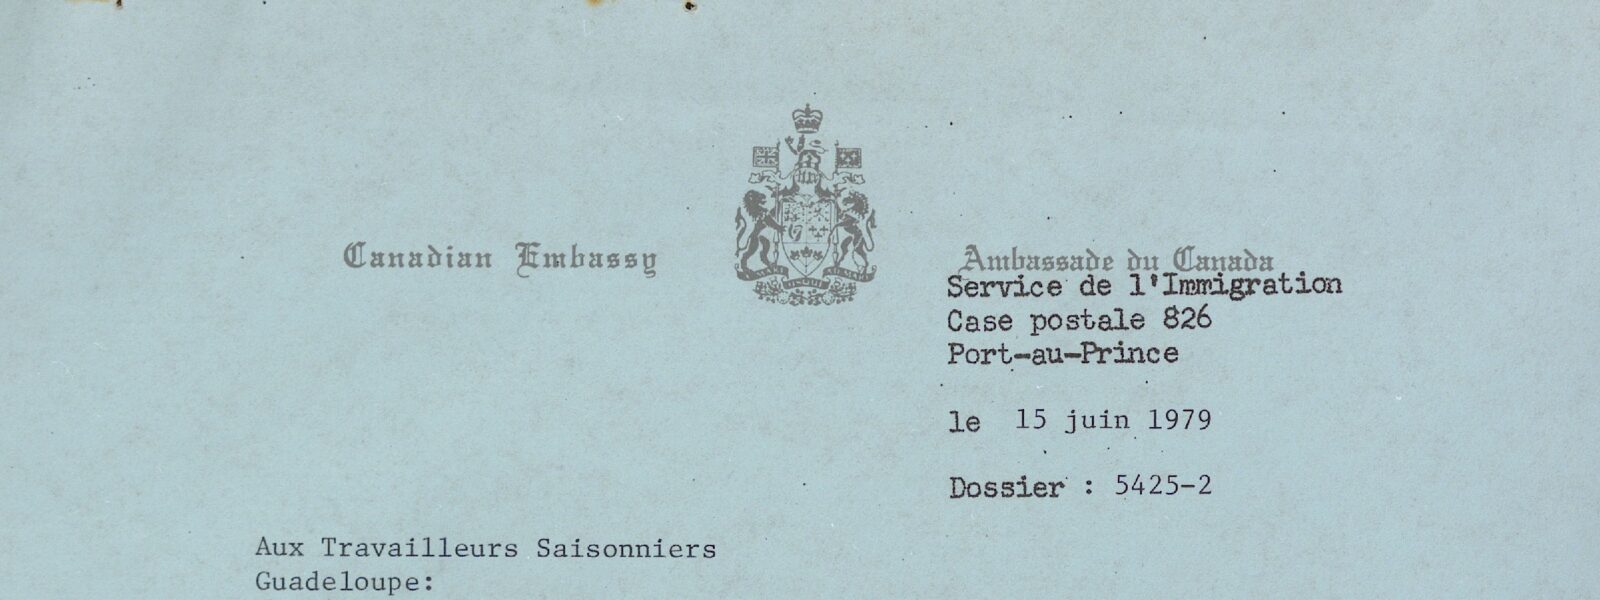 Canadian Embassy
Ambassade du Canada
Service de l'Immigration
Case postale 826
Port-au-Prince
le 15 juin 1979
Dossier : 5425-2
Aux Travailleurs Saisonniers
Guadeloupe: